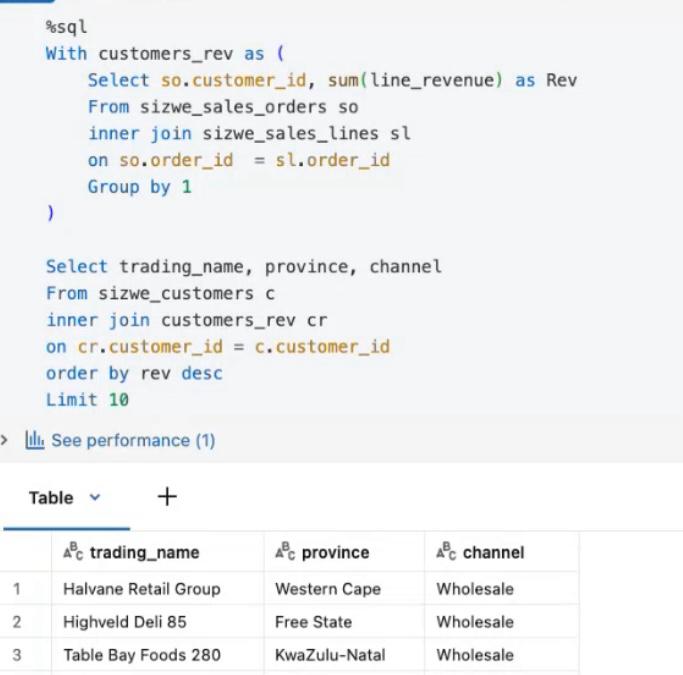 %sql
With customers_rev as (
Select so.customer_id, sum(line_revenue) as Rev
From sizwe_sales_orders so
inner join sizwe_sales_lines sl
on so.order_id  = sl.order_id
Group by 1
)
Select trading_name, province, channel
From sizwe_customers c
inner join customers_rev cr
on cr.customer_id = c.customer_id
order by rev desc
Limit 10
See performance (1)
Table +
ABC trading_name ABC province ABC channel
1 Halvane Retail Group Western Cape Wholesale
2 Highveld Deli 85 Free State Wholesale
3 Table Bay Foods 280 KwaZulu-Natal Wholesale